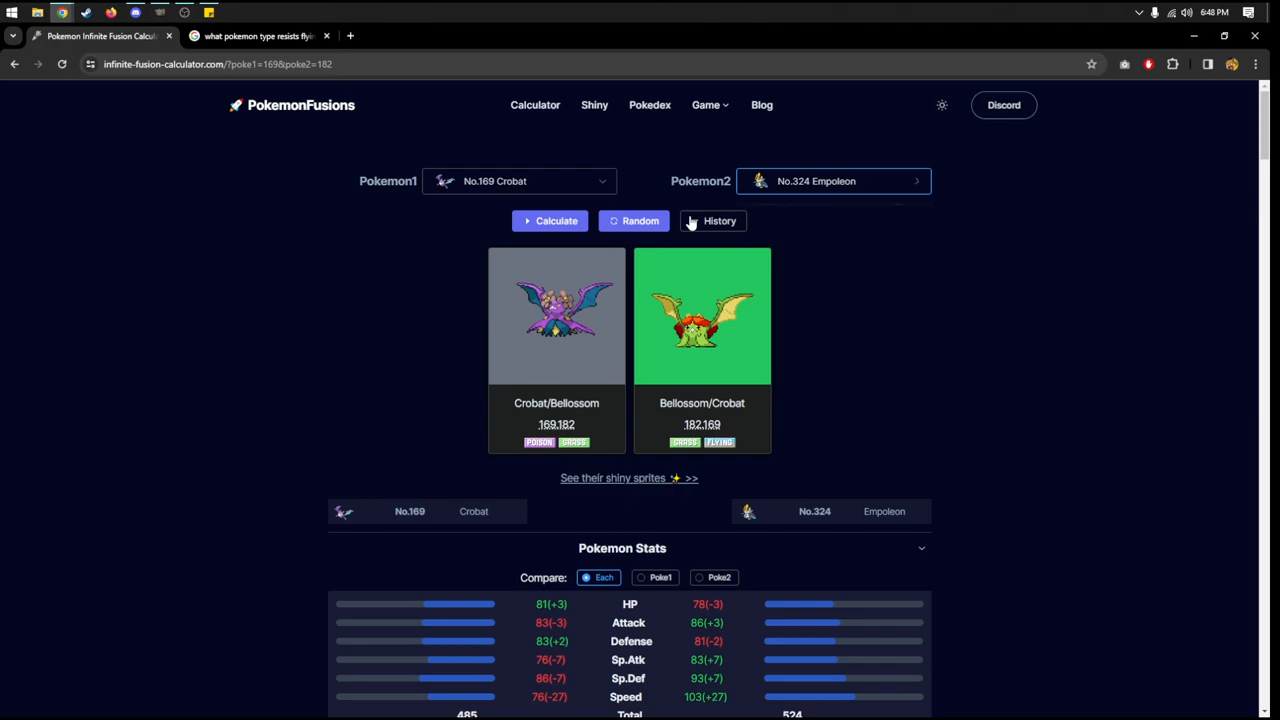 6:48 PM
Pokemon Infinite Fusion Calcula
what pokemon type resists flyin
infinite-fusion-calculator.com/?poke1=169&poke2=182
PokemonFusions
Calculator
Shiny
Pokedex
Game
Blog
Discord
Pokemon1
No.169 Crobat
Pokemon2
No.324 Empoleon
Calculate
Random
History
Crobat/Bellossom
169.182
POISON
GRASS
Bellossom/Crobat
182.169
GRASS
FLYING
See their shiny sprites ✨ >>
No.169
Crobat
No.324
Empoleon
Pokemon Stats
Compare:
Each
Poke1
Poke2
81(+3)
HP
78(-3)
83(-3)
Attack
86(+3)
83(+2)
Defense
81(-2)
76(-7)
Sp.Atk
83(+7)
86(-7)
Sp.Def
93(+7)
76(-27)
Speed
103(+27)
485
Total
524